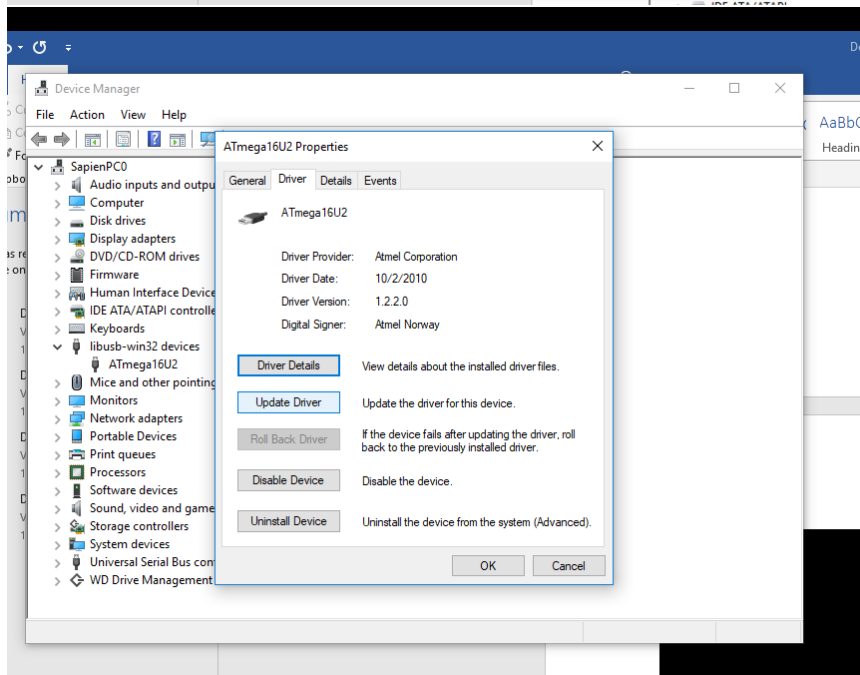 IDE ATA/ATAPI
Device Manager
File Action View Help
SapienPC0
Audio inputs and outpu
Computer
Disk drives
Display adapters
DVD/CD-ROM drives
Firmware
Human Interface Device
IDE ATA/ATAPI controlle
Keyboards
libusb-win32 devices
ATmega16U2
Mice and other pointing
Monitors
Network adapters
Portable Devices
Print queues
Processors
Software devices
Sound, video and game
Storage controllers
System devices
Universal Serial Bus con
WD Drive Management
ATmega16U2 Properties
General Driver Details Events
ATmega16U2
Driver Provider: Atmel Corporation
Driver Date: 10/2/2010
Driver Version: 1.2.2.0
Digital Signer: Atmel Norway
Driver Details View details about the installed driver files.
Update Driver Update the driver for this device.
Roll Back Driver If the device fails after updating the driver, roll
back to the previously installed driver.
Disable Device Disable the device.
Uninstall Device Uninstall the device from the system (Advanced).
OK Cancel
AaBbC
Headin